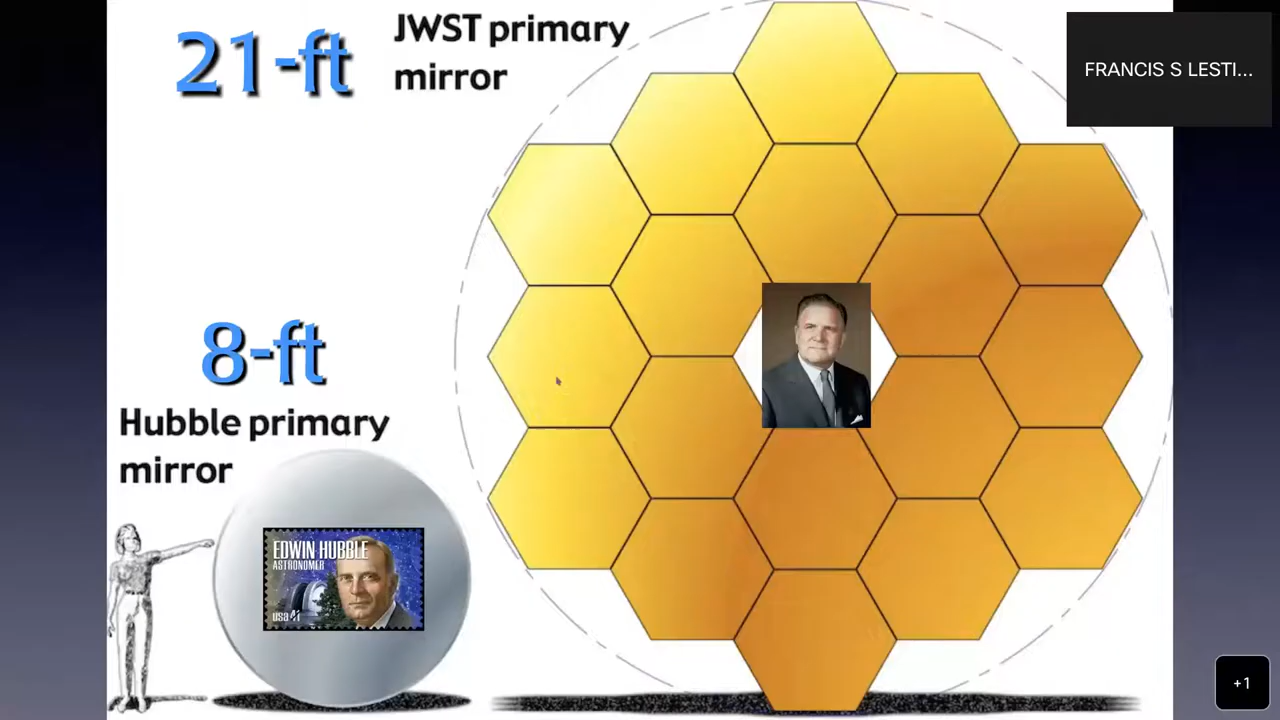 21-ft
JWST primary
mirror
FRANCIS S LESTI...
8-ft
Hubble primary
mirror
EDWIN HUBBLE
ASTRONOMER
usa 41
+1